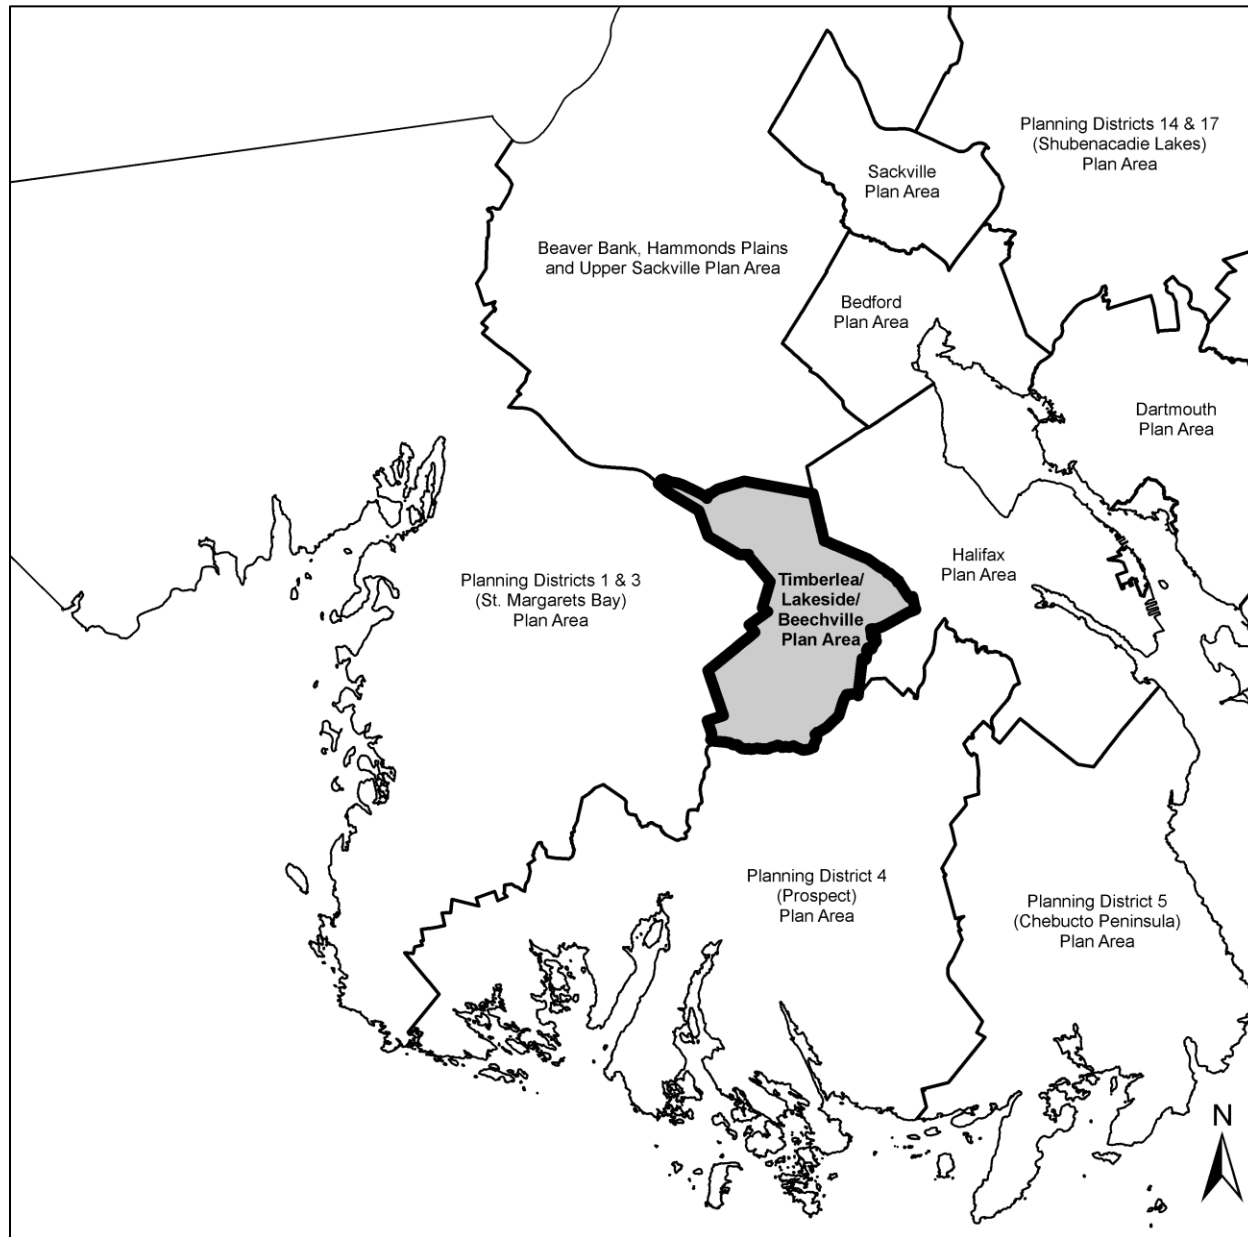 Planning Districts 14 & 17
(Shubenacadie Lakes)
Plan Area
Sackville
Plan Area
Beaver Bank, Hammonds Plains
and Upper Sackville Plan Area
Bedford
Plan Area
Dartmouth
Plan Area
Halifax
Plan Area
Planning Districts 1 & 3
(St. Margarets Bay)
Plan Area
Timberlea/
Lakeside/
Beechville
Plan Area
Planning District 4
(Prospect)
Plan Area
Planning District 5
(Chebucto Peninsula)
Plan Area
N